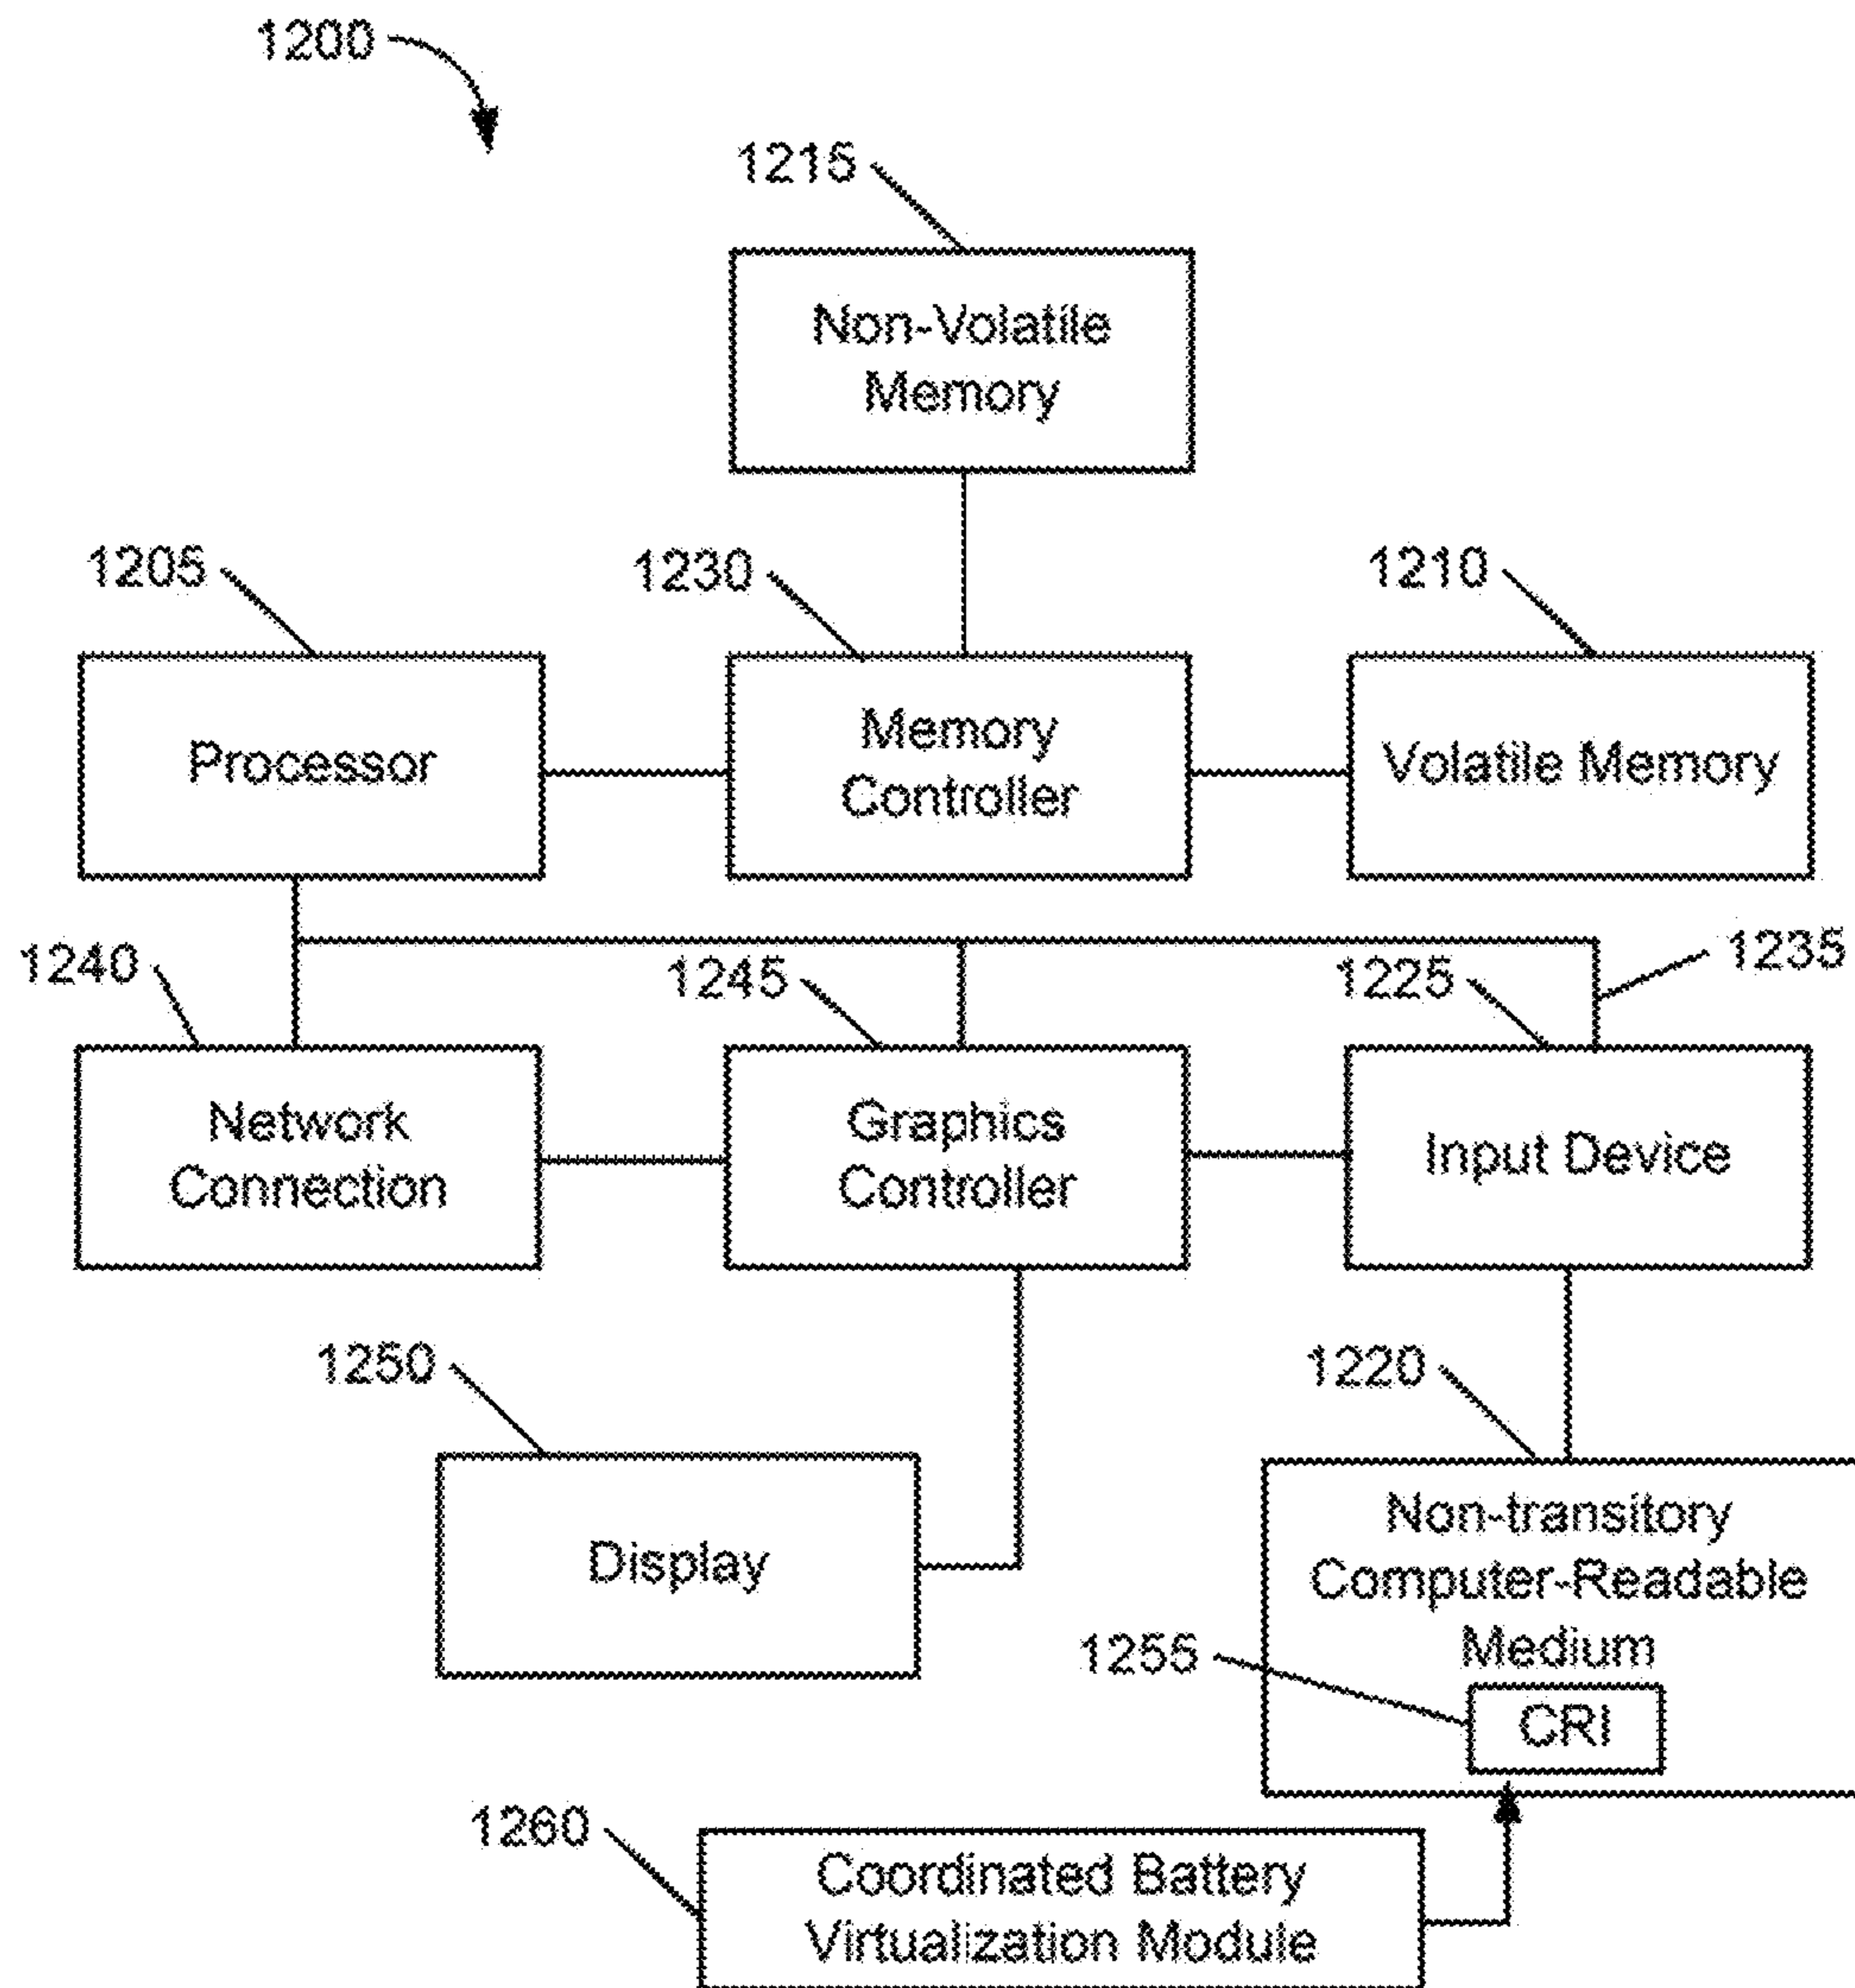 1200
1215
Non-Volatile
Memory
1205
1230
1210
Processor
Memory
Controller
Volatile Memory
1240
1245
1225
1235
Network
Connection
Graphics
Controller
Input Device
1250
1220
Display
Non-transitory
Computer-Readable
Medium
1255
CRI
1260
Coordinated Battery
Virtualization Module